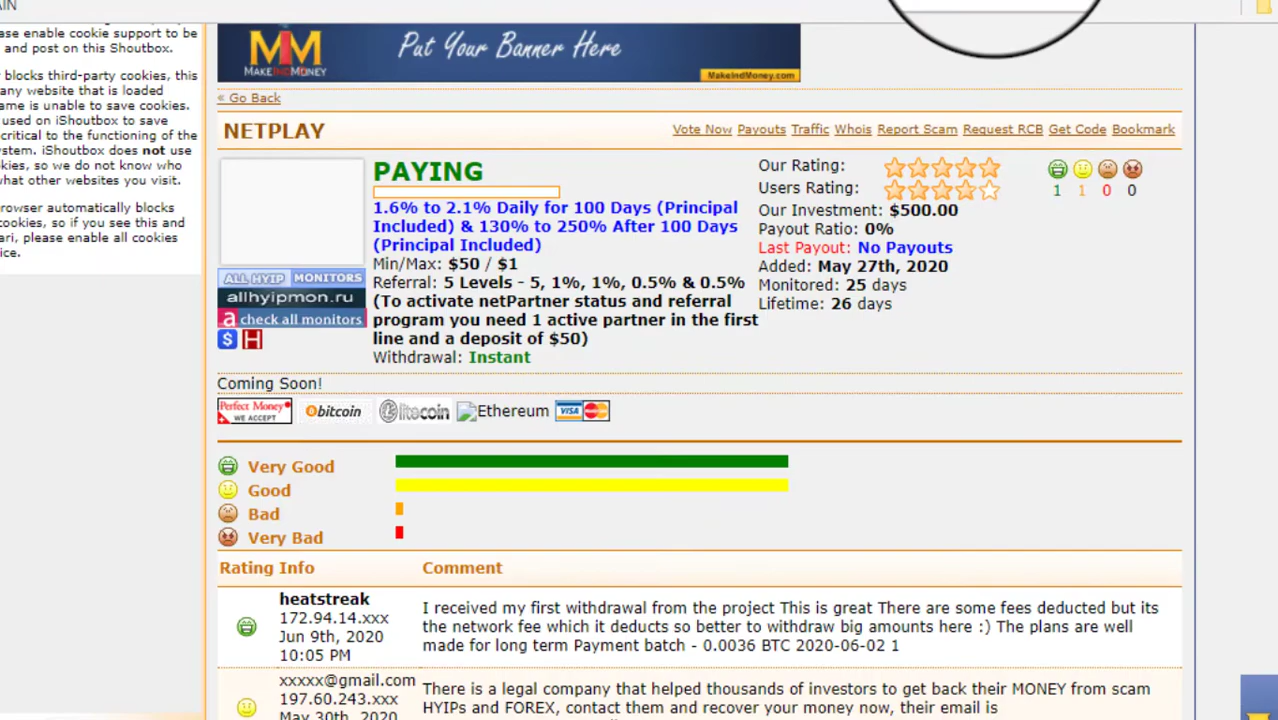 AIN
ase enable cookie support to be
and post on this Shoutbox.
r blocks third-party cookies, this
any website that is loaded
ame is unable to save cookies.
used on iShoutbox to save
critical to the functioning of the
stem. iShoutbox does not use
kies, so we do not know who
what other websites you visit.
rowser automatically blocks
cookies, so if you see this and
ari, please enable all cookies
ice.
MM
MAKEINDMONEY
Put Your Banner Here
MakeIndMoney.com
« Go Back
NETPLAY
Vote Now Payouts Traffic Whois Report Scam Request RCB Get Code Bookmark
PAYING
1.6% to 2.1% Daily for 100 Days (Principal
Included) & 130% to 250% After 100 Days
(Principal Included)
Min/Max: $50 / $1
Referral: 5 Levels - 5, 1%, 1%, 0.5% & 0.5%
(To activate netPartner status and referral
program you need 1 active partner in the first
line and a deposit of $50)
Withdrawal: Instant
Our Rating:
Users Rating:
Our Investment: $500.00
Payout Ratio: 0%
Last Payout: No Payouts
Added: May 27th, 2020
Monitored: 25 days
Lifetime: 26 days
1 1 0 0
ALL HYIP MONITORS
allhyipmon.ru
a check all monitors
$ H
Coming Soon!
Perfect Money WE ACCEPT bitcoin litecoin Ethereum VISA
Very Good
Good
Bad
Very Bad
Rating Info Comment
heatstreak
172.94.14.xxx
Jun 9th, 2020
10:05 PM
I received my first withdrawal from the project This is great There are some fees deducted but its
the network fee which it deducts so better to withdraw big amounts here :) The plans are well
made for long term Payment batch - 0.0036 BTC 2020-06-02 1
xxxxx@gmail.com
197.60.243.xxx
May 30th, 2020
There is a legal company that helped thousands of investors to get back their MONEY from scam
HYIPs and FOREX, contact them and recover your money now, their email is